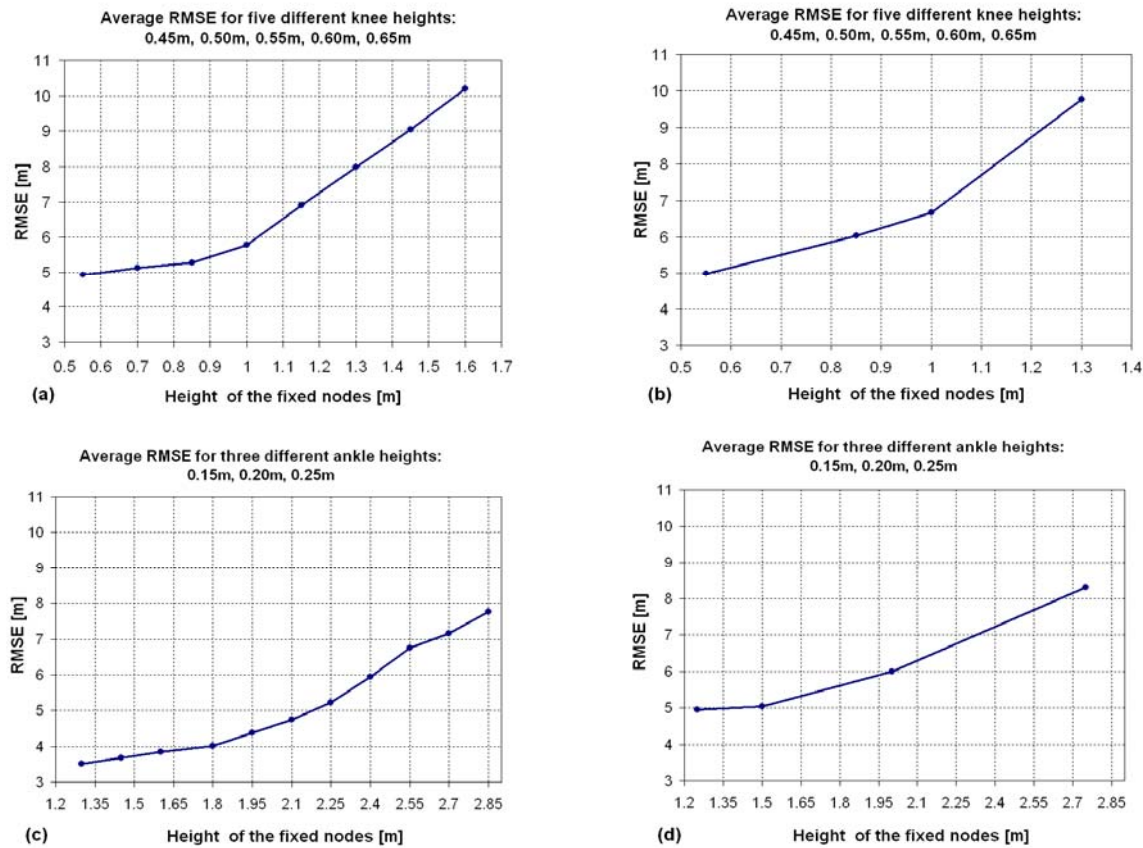 Average RMSE for five different knee heights:
0.45m, 0.50m, 0.55m, 0.60m, 0.65m
11
10
9
8
7
6
5
4
3
RMSE [m]
0.5 0.6 0.7 0.8 0.9 1 1.1 1.2 1.3 1.4 1.5 1.6 1.7
(a) Height of the fixed nodes [m]
Average RMSE for five different knee heights:
0.45m, 0.50m, 0.55m, 0.60m, 0.65m
11
10
9
8
7
6
5
4
3
RMSE [m]
0.5 0.6 0.7 0.8 0.9 1 1.1 1.2 1.3 1.4
(b) Height of the fixed nodes [m]
Average RMSE for three different ankle heights:
0.15m, 0.20m, 0.25m
11
10
9
8
7
6
5
4
3
RMSE [m]
1.2 1.35 1.5 1.65 1.8 1.95 2.1 2.25 2.4 2.55 2.7 2.85
(c) Height of the fixed nodes [m]
Average RMSE for three different ankle heights:
0.15m, 0.20m, 0.25m
11
10
9
8
7
6
5
4
3
RMSE [m]
1.2 1.35 1.5 1.65 1.8 1.95 2.1 2.25 2.4 2.55 2.7 2.85
(d) Height of the fixed nodes [m]